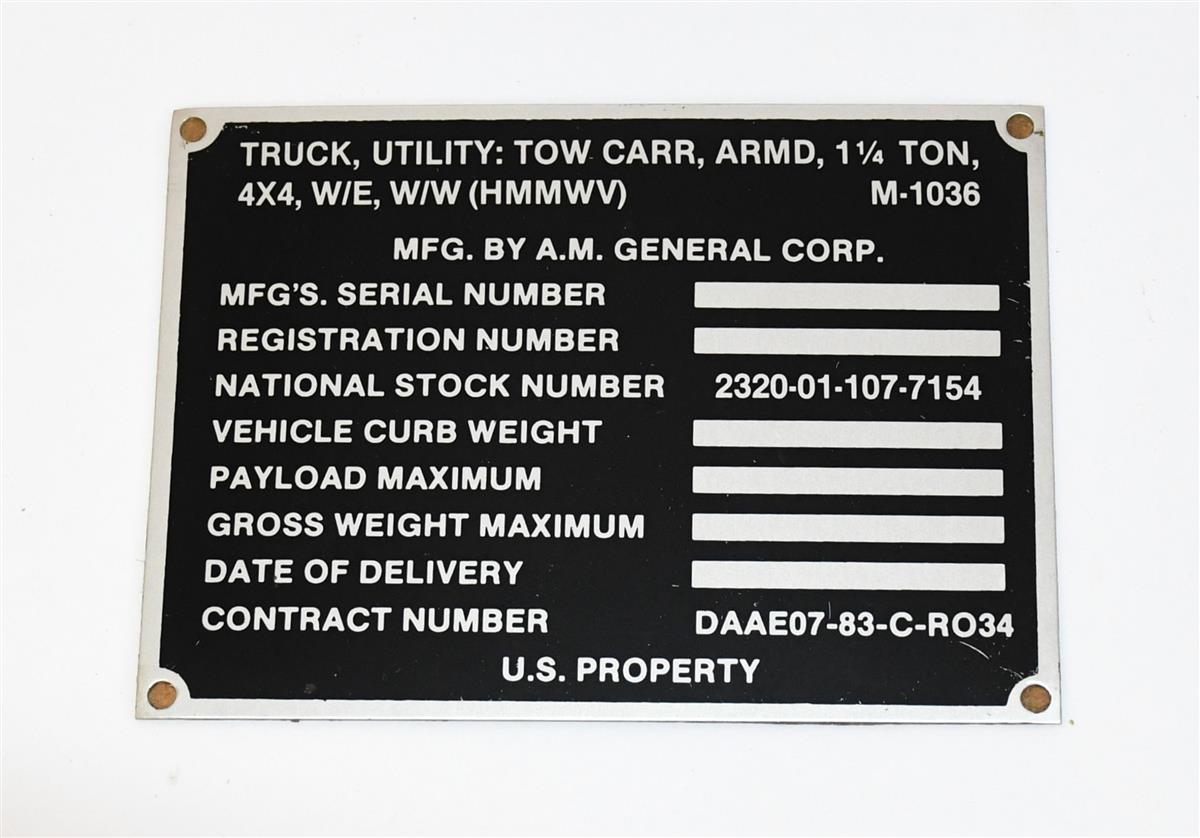 TRUCK, UTILITY: TOW CARR, ARMD, 1¼ TON,
4X4, W/E, W/W (HMMWV) M-1036
MFG. BY A.M. GENERAL CORP.
MFG'S. SERIAL NUMBER
REGISTRATION NUMBER
NATIONAL STOCK NUMBER 2320-01-107-7154
VEHICLE CURB WEIGHT
PAYLOAD MAXIMUM
GROSS WEIGHT MAXIMUM
DATE OF DELIVERY
CONTRACT NUMBER DAAE07-83-C-RO34
U.S. PROPERTY